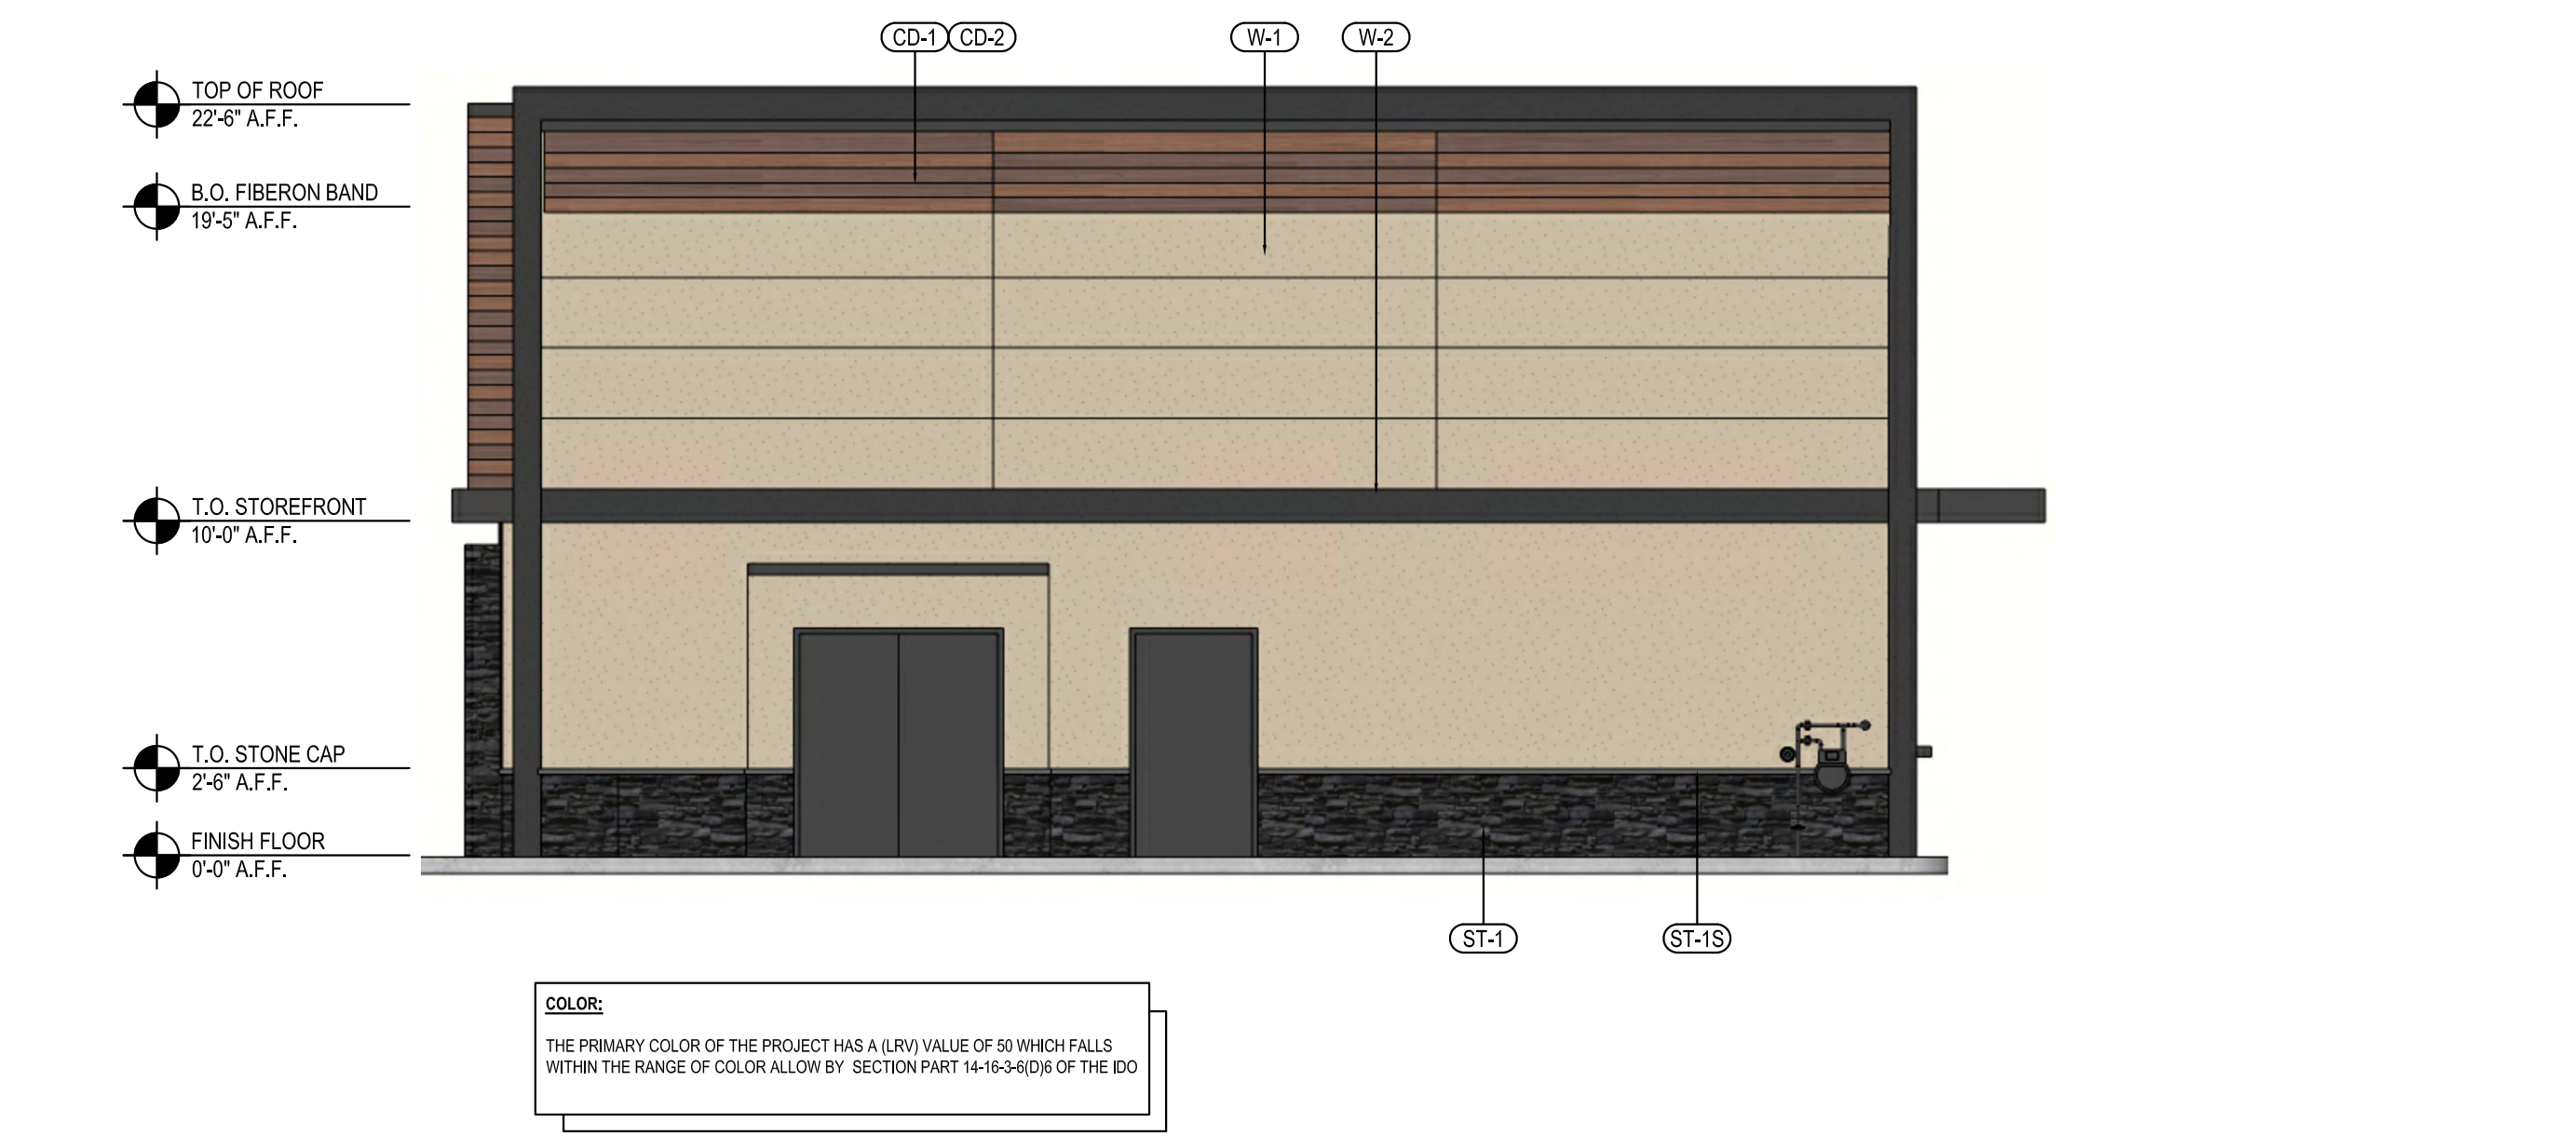 CD-1 CD-2 W-1 W-2
TOP OF ROOF
22'-6" A.F.F.
B.O. FIBERON BAND
19'-5" A.F.F.
T.O. STOREFRONT
10'-0" A.F.F.
T.O. STONE CAP
2'-6" A.F.F.
FINISH FLOOR
0'-0" A.F.F.
ST-1 ST-1S
COLOR:
THE PRIMARY COLOR OF THE PROJECT HAS A (LRV) VALUE OF 50 WHICH FALLS
WITHIN THE RANGE OF COLOR ALLOW BY SECTION PART 14-16-3-6(D)6 OF THE IDO